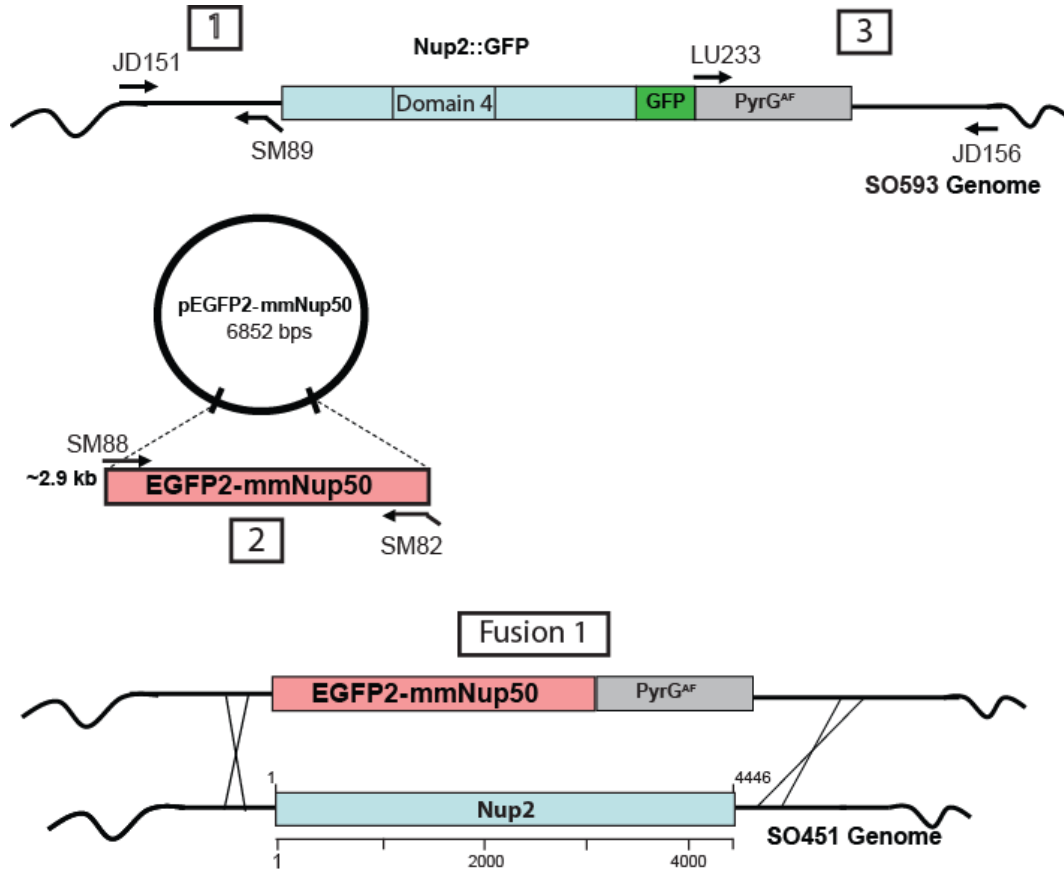 1
Nup2::GFP
3
JD151
LU233
Domain 4
GFP
PyrGᴬᶠ
SM89
JD156
SO593 Genome
pEGFP2-mmNup50
6852 bps
SM88
~2.9 kb
EGFP2-mmNup50
2
SM82
Fusion 1
EGFP2-mmNup50
PyrGᴬᶠ
1
4446
Nup2
SO451 Genome
1
2000
4000